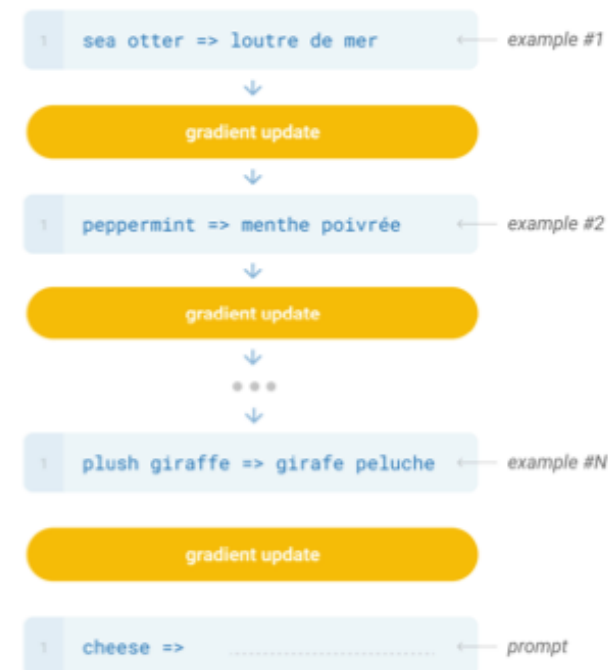 1 sea otter => loutre de mer example #1
gradient update
1 peppermint => menthe poivrée example #2
gradient update
1 plush giraffe => girafe peluche example #N
gradient update
1 cheese => prompt